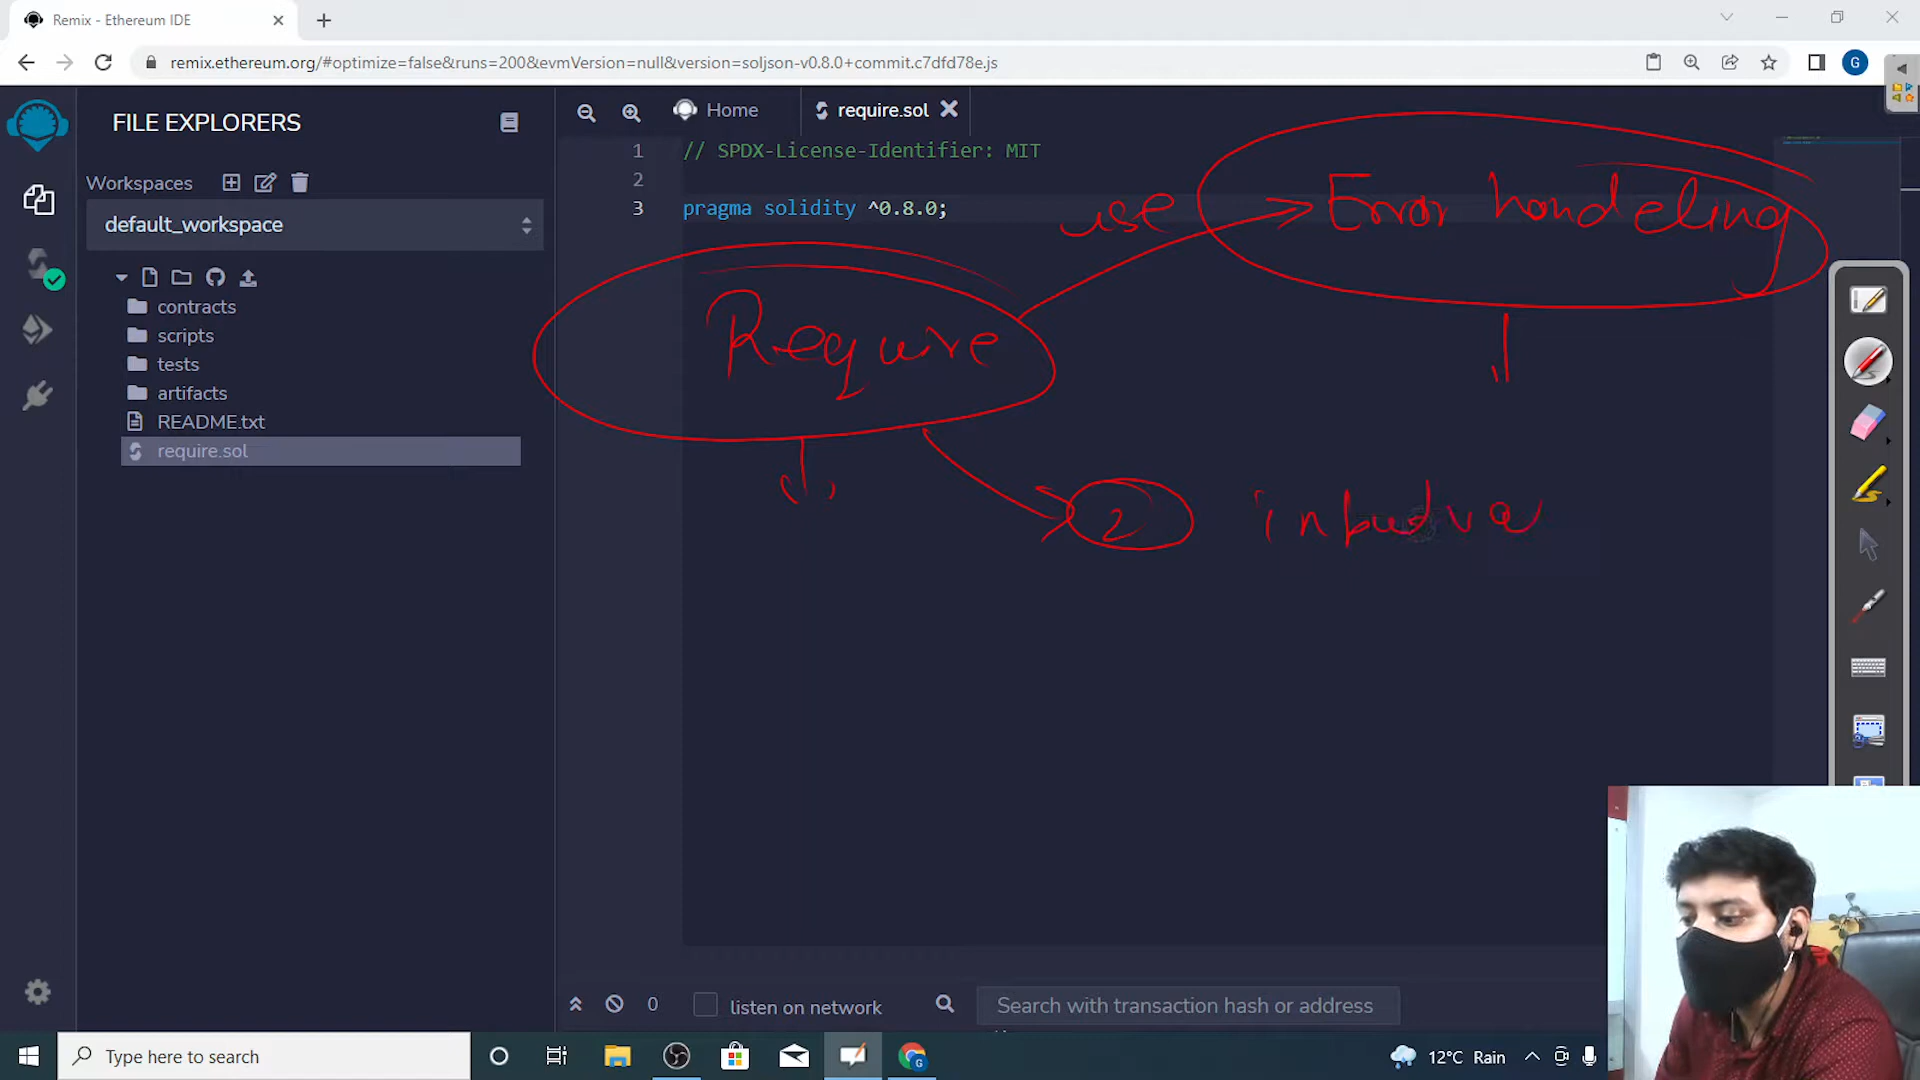 Remix - Ethereum IDE
remix.ethereum.org/#optimize=false&runs=200&evmVersion=null&version=soljson-v0.8.0+commit.c7dfd78e.js
G
FILE EXPLORERS
Home
require.sol
Workspaces
default_workspace
contracts
scripts
tests
artifacts
README.txt
require.sol
1 // SPDX-License-Identifier: MIT
2
3 pragma solidity ^0.8.0;
use
Error handeling
Require
2 input va
0
listen on network
Search with transaction hash or address
Type here to search
G
12°C Rain